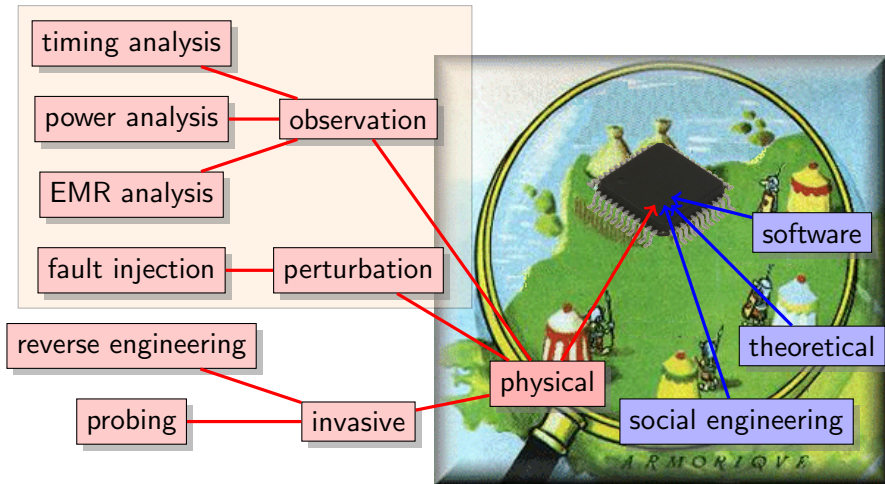 timing analysis
power analysis
observation
EMR analysis
software
fault injection
perturbation
reverse engineering
theoretical
physical
probing
invasive
social engineering
ARMORIQVE